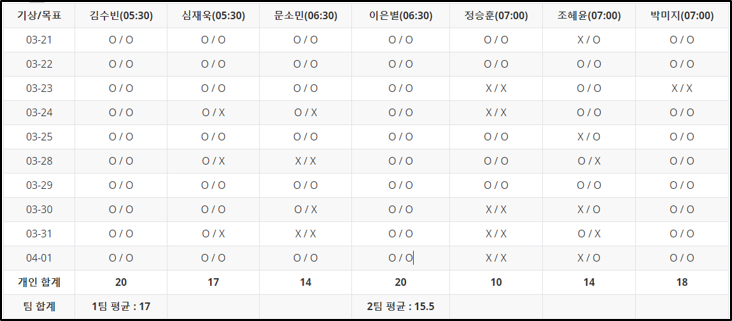 기상/목표 김수빈(05:30) 심재욱(05:30) 문소민(06:30) 이은별(06:30) 정승훈(07:00) 조혜윤(07:00) 박미지(07:00)
03-21 O / O O / O O / O O / O O / O X / O O / O
03-22 O / O O / O O / O O / O O / O O / O O / O
03-23 O / O O / O O / O O / O X / X O / O X / X
03-24 O / O O / X O / X O / O X / X O / O O / O
03-25 O / O O / O O / O O / O O / O X / O O / O
03-28 O / O O / X X / X O / O X / X O / X O / O
03-29 O / O O / O O / O O / O O / O O / O O / O
03-30 O / O O / O O / X O / O X / X X / O O / O
03-31 O / O O / X X / X O / O X / X O / X O / O
04-01 O / O O / O O / O O / O X / X X / O O / O
개인 합계 20 17 14 20 10 14 18
팀 합계 1팀 평균 : 17 2팀 평균 : 15.5